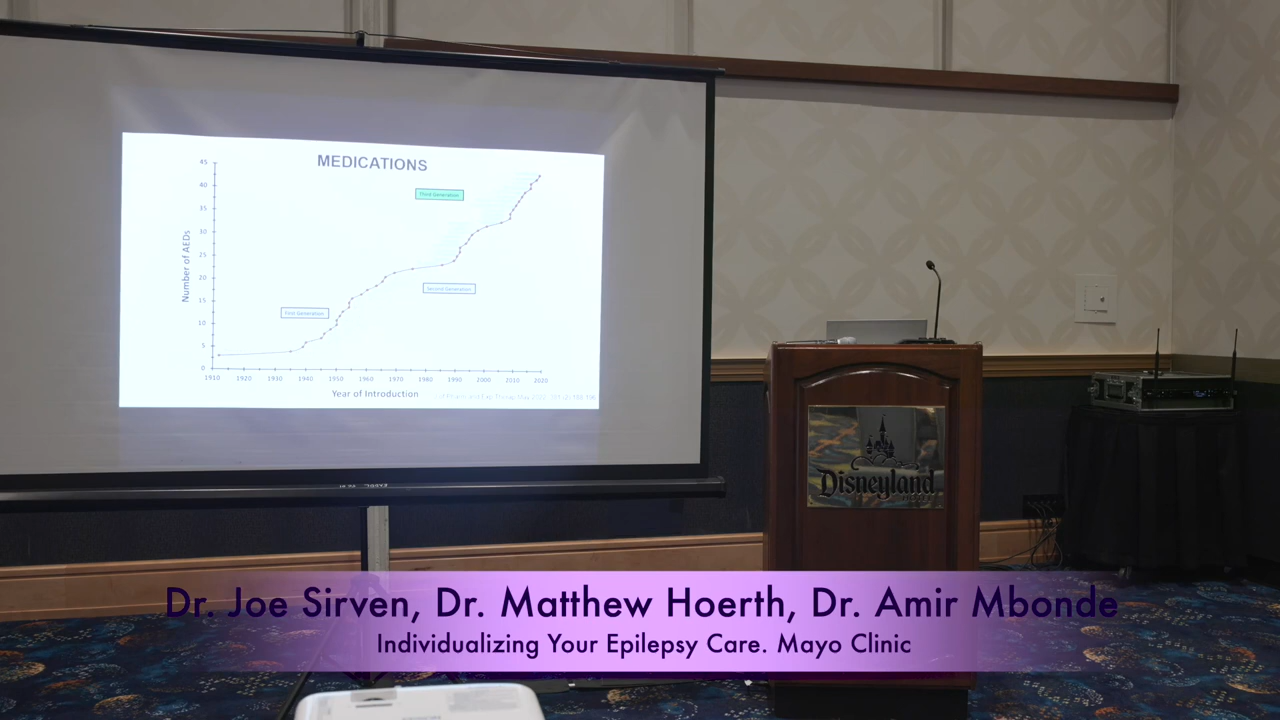 MEDICATIONS
45
40
35
30
25
20
15
10
5
0
Number of AEDs
Third Generation
Second Generation
First Generation
1910 1920 1930 1940 1950 1960 1970 1980 1990 2000 2010 2020
Year of Introduction
Disneyland
Dr. Joe Sirven, Dr. Matthew Hoerth, Dr. Amir Mbonde
Individualizing Your Epilepsy Care. Mayo Clinic